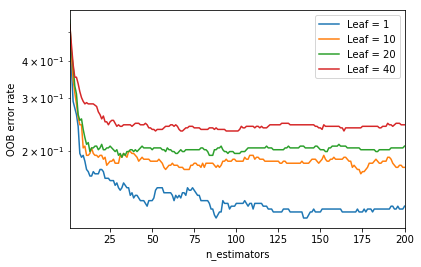 Leaf = 1
Leaf = 10
Leaf = 20
Leaf = 40
4 × 10⁻¹
3 × 10⁻¹
2 × 10⁻¹
OOB error rate
25 50 75 100 125 150 175 200
n_estimators